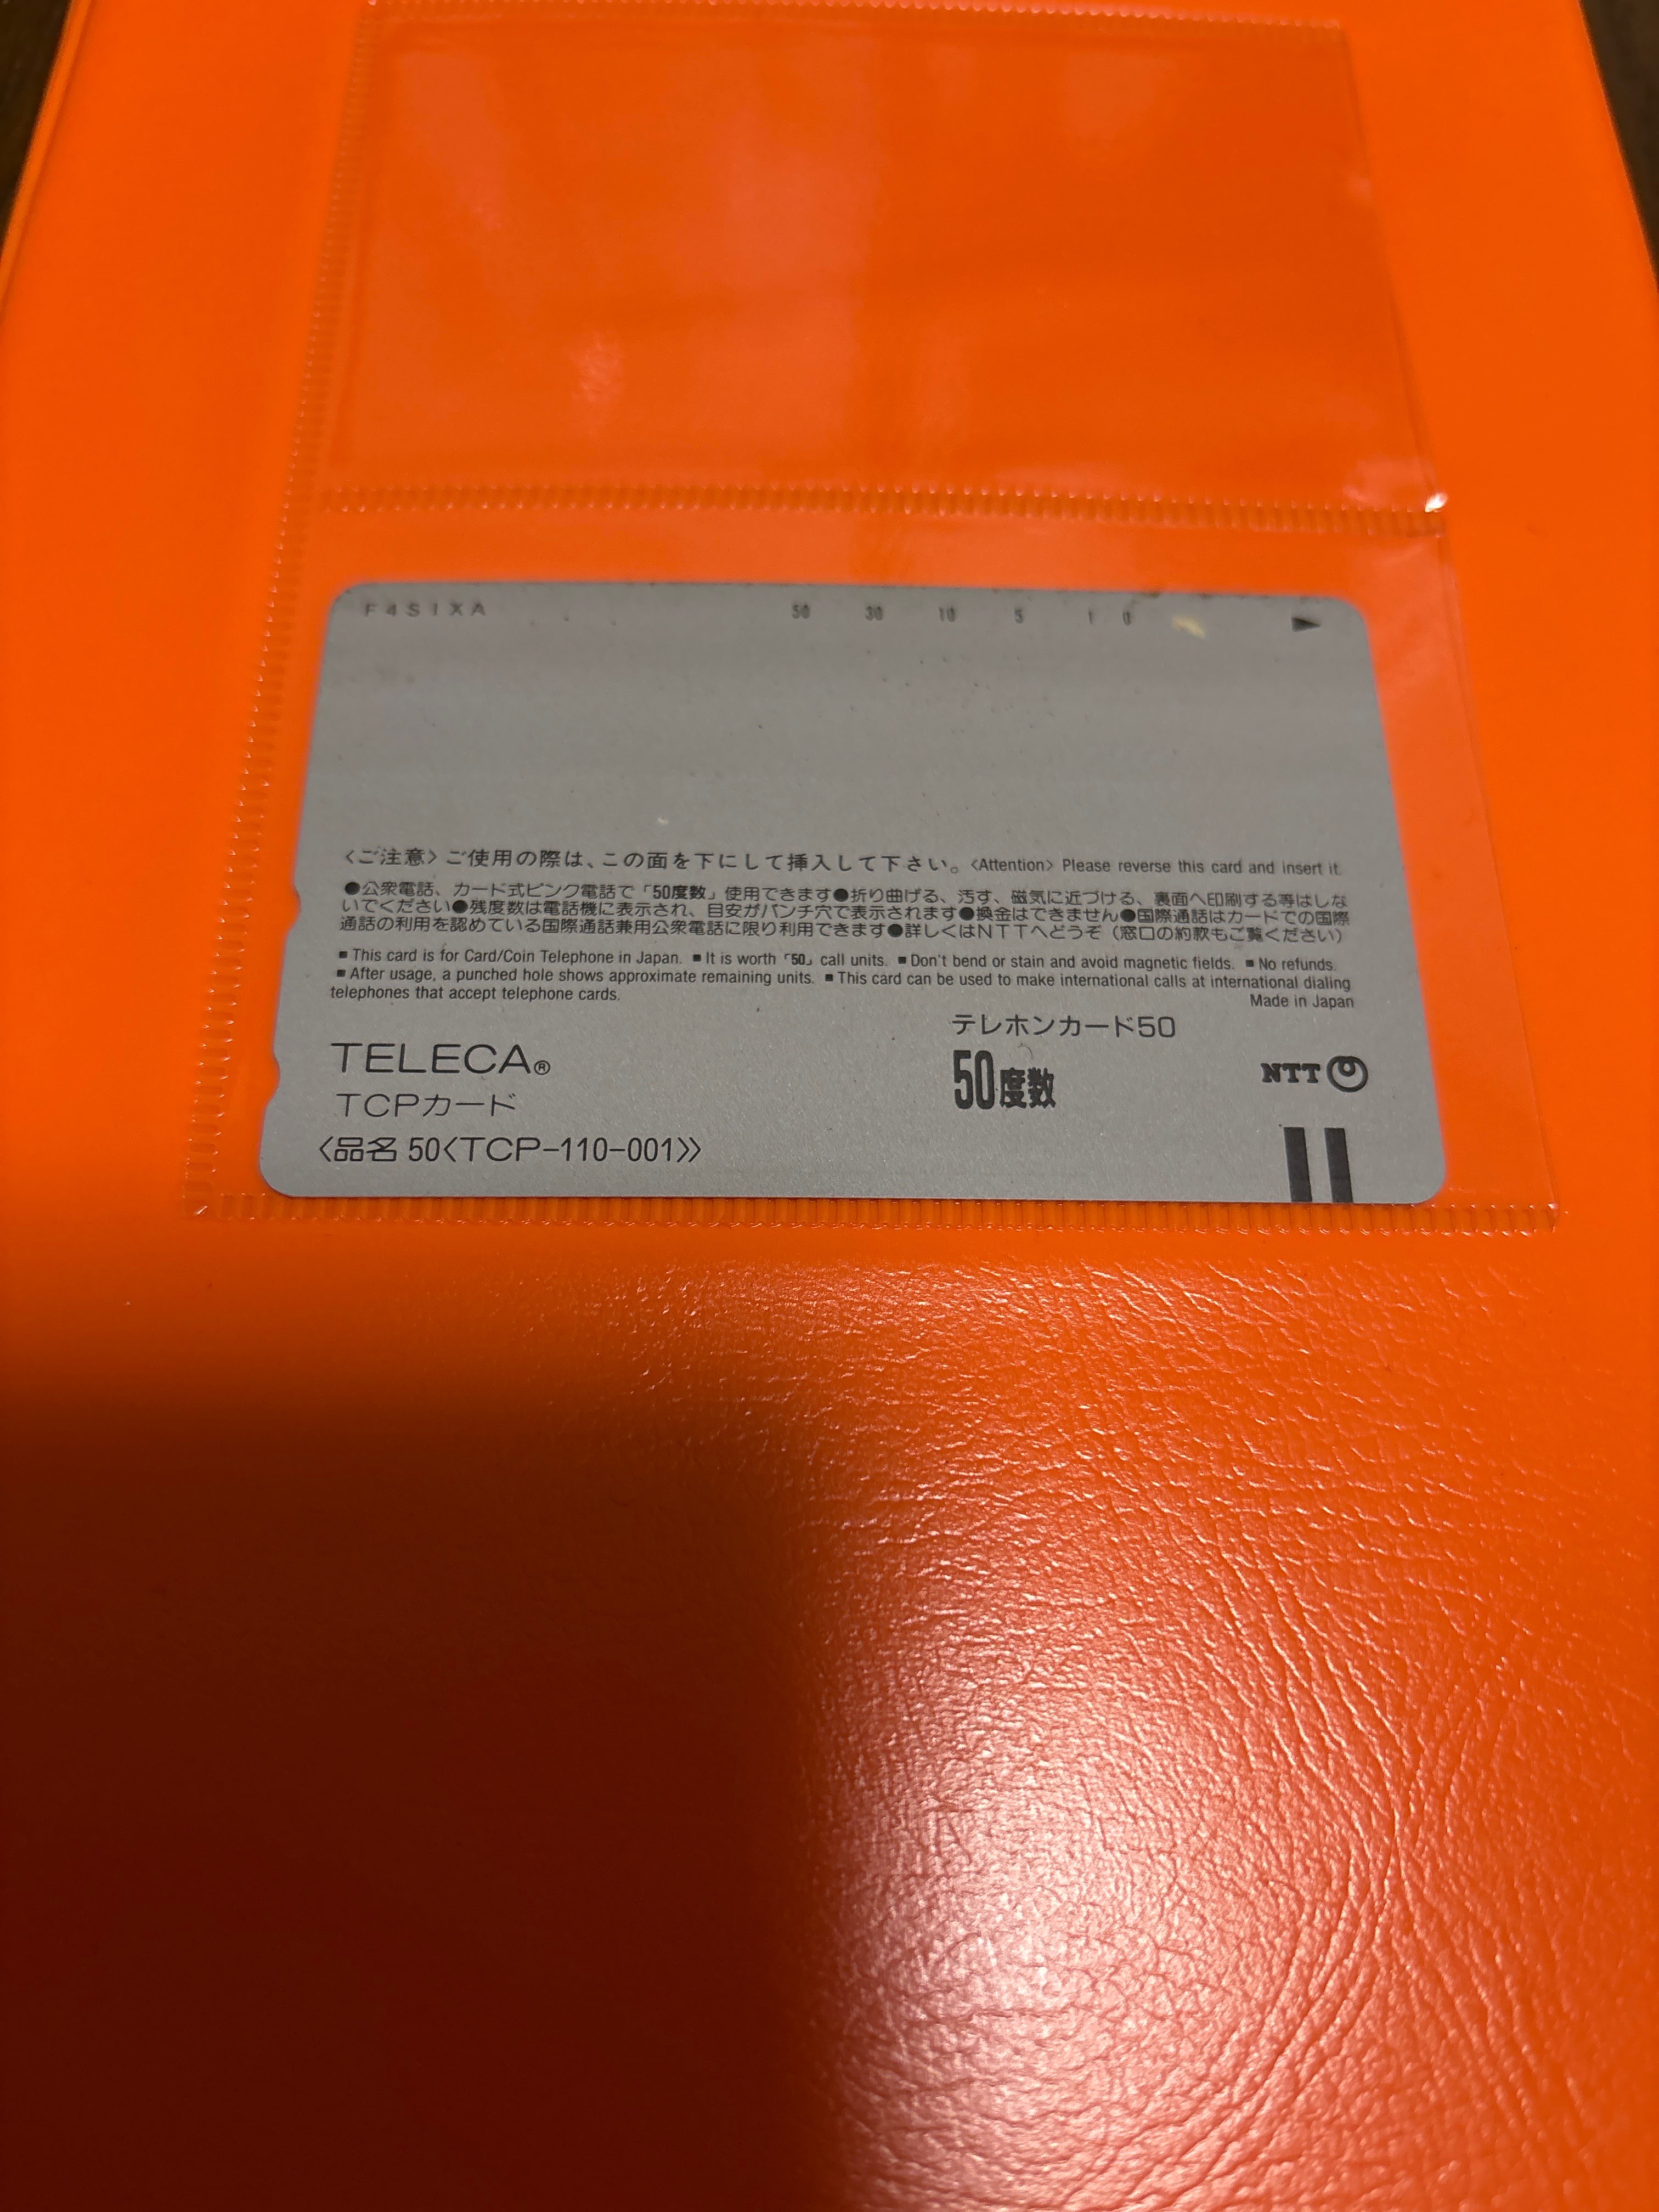 F4S1XA 50 30 10 5 1 0 ▶
〈ご注意〉ご使用の際は、この面を下にして挿入して下さい。〈Attention〉 Please reverse this card and insert it.
●公衆電話、カード式ピンク電話で「50度数」使用できます●折り曲げる、汚す、磁気に近づける、裏面へ印刷する等はしな
いでください●残度数は電話機に表示され、目安がパンチ穴で表示されます●換金はできません●国際通話はカードでの国際
通話の利用を認めている国際通話兼用公衆電話に限り利用できます●詳しくはNTTへどうぞ（窓口の約款もご覧ください）
■ This card is for Card/Coin Telephone in Japan. ■ It is worth「50」call units. ■ Don't bend or stain and avoid magnetic fields. ■ No refunds.
■ After usage, a punched hole shows approximate remaining units. ■ This card can be used to make international calls at international dialing
telephones that accept telephone cards.
Made in Japan
テレホンカード50
TELECA®
50度数
NTT
TCPカード
〈品名 50〈TCP-110-001〉〉